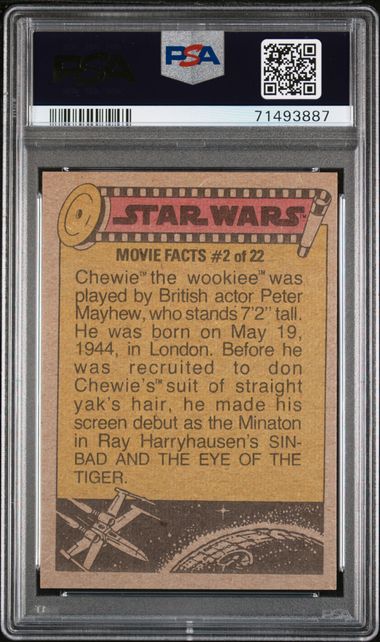 PSA
PSA
71493887
STAR WARS™
MOVIE FACTS #2 of 22
Chewie™ the wookiee™ was
played by British actor Peter
Mayhew, who stands 7'2" tall.
He was born on May 19,
1944, in London. Before he
was recruited to don
Chewie's™ suit of straight
yak's hair, he made his
screen debut as the Minaton
in Ray Harryhausen's SIN-
BAD AND THE EYE OF THE
TIGER.